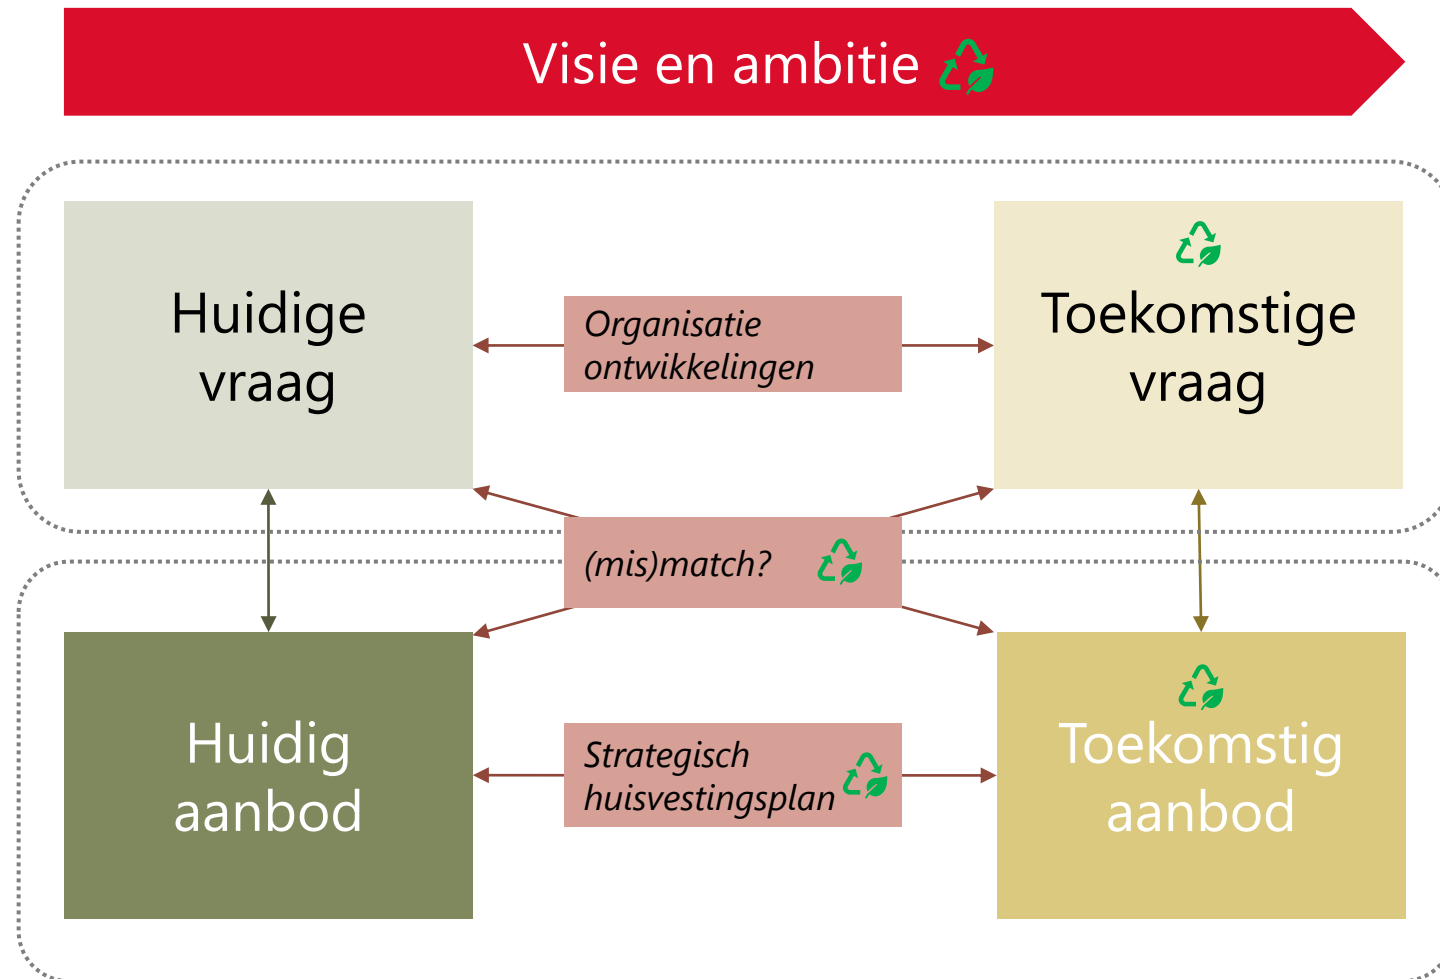 Visie en ambitie
Huidige
vraag
Organisatie
ontwikkelingen
Toekomstige
vraag
(mis)match?
Huidig
aanbod
Strategisch
huisvestingsplan
Toekomstig
aanbod